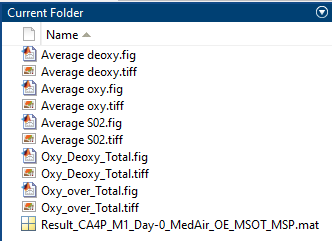 Current Folder
Name
Average deoxy.fig
Average deoxy.tiff
Average oxy.fig
Average oxy.tiff
Average S02.fig
Average S02.tiff
Oxy_Deoxy_Total.fig
Oxy_Deoxy_Total.tiff
Oxy_over_Total.fig
Oxy_over_Total.tiff
Result_CA4P_M1_Day-0_MedAir_OE_MSOT_MSP.mat